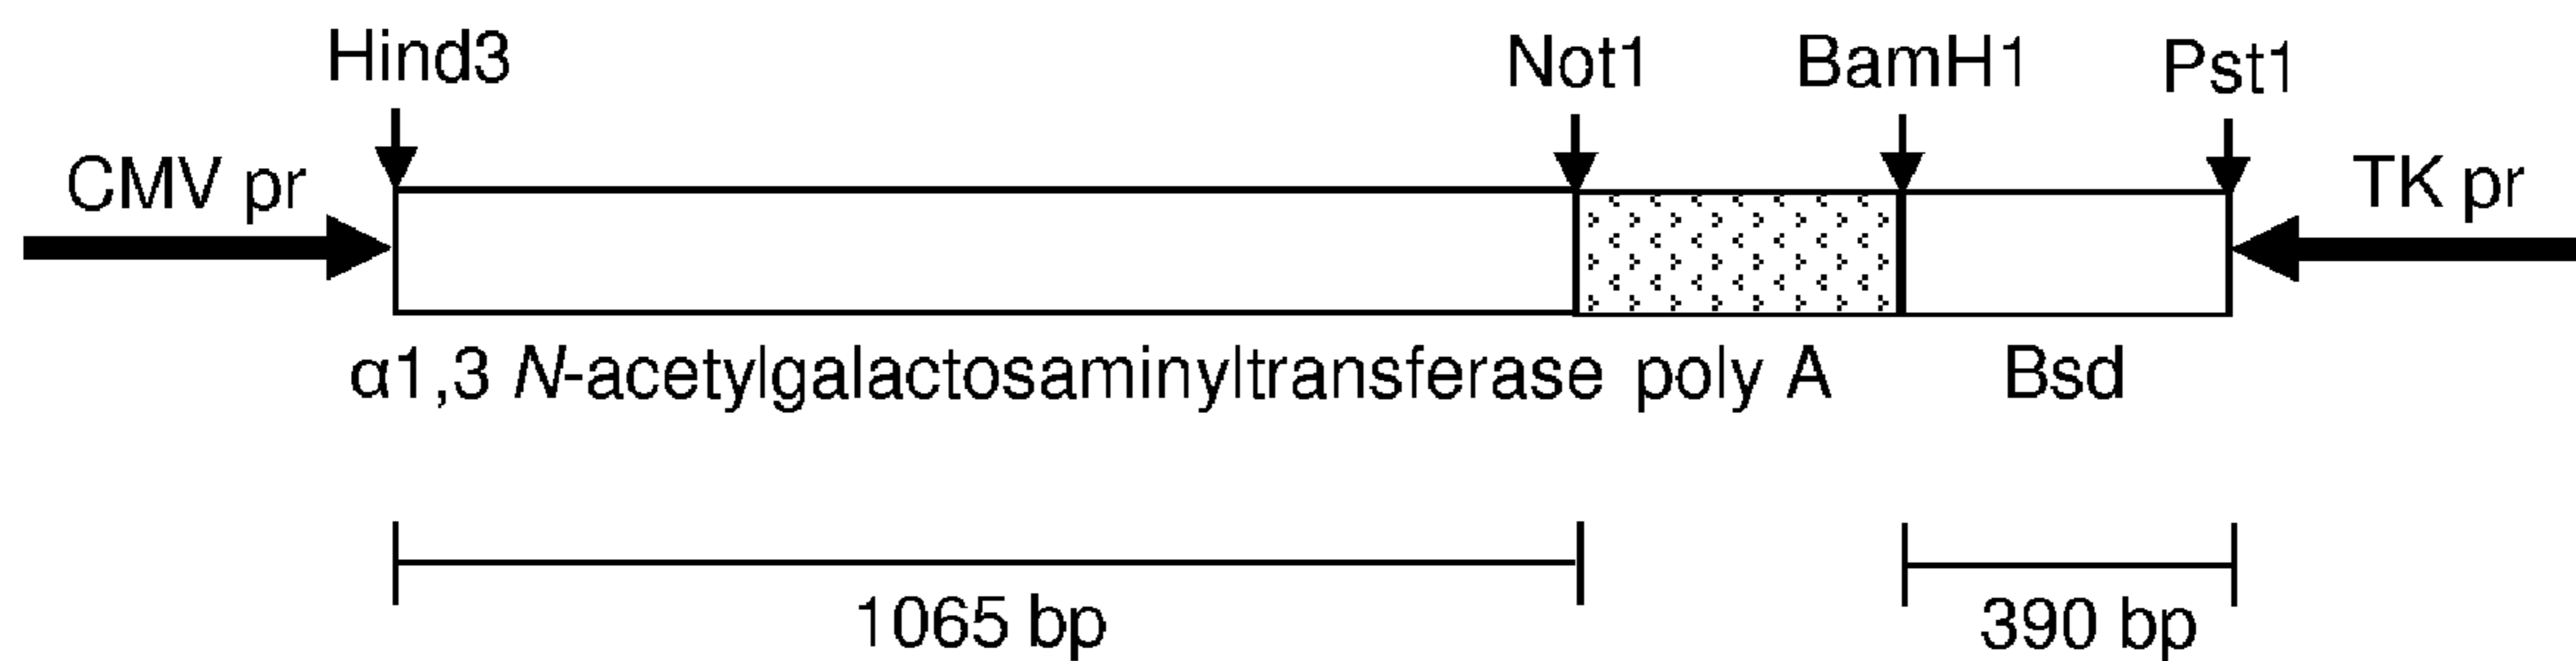 Hind3 Not1 BamH1 Pst1
CMV pr TK pr
α1,3 N-acetylgalactosaminyltransferase poly A Bsd
1065 bp 390 bp